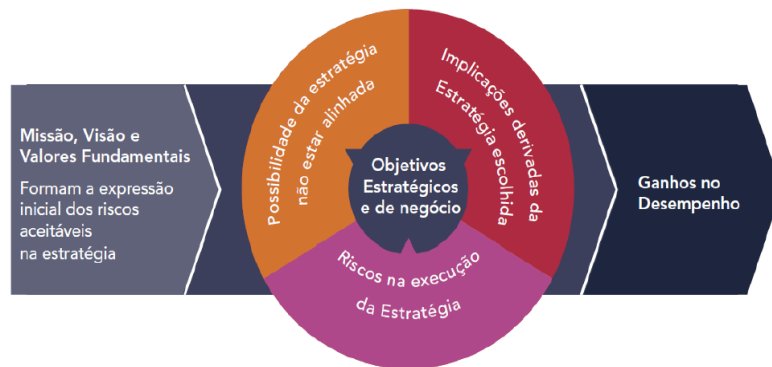 Missão, Visão e
Valores Fundamentais
Formam a expressão
inicial dos riscos
aceitáveis
na estratégia
Possibilidade da estratégia
não estar alinhada
Implicações derivadas da
Estratégia escolhida
Objetivos
Estratégicos
e de negócio
Riscos na execução
da Estratégia
Ganhos no
Desempenho